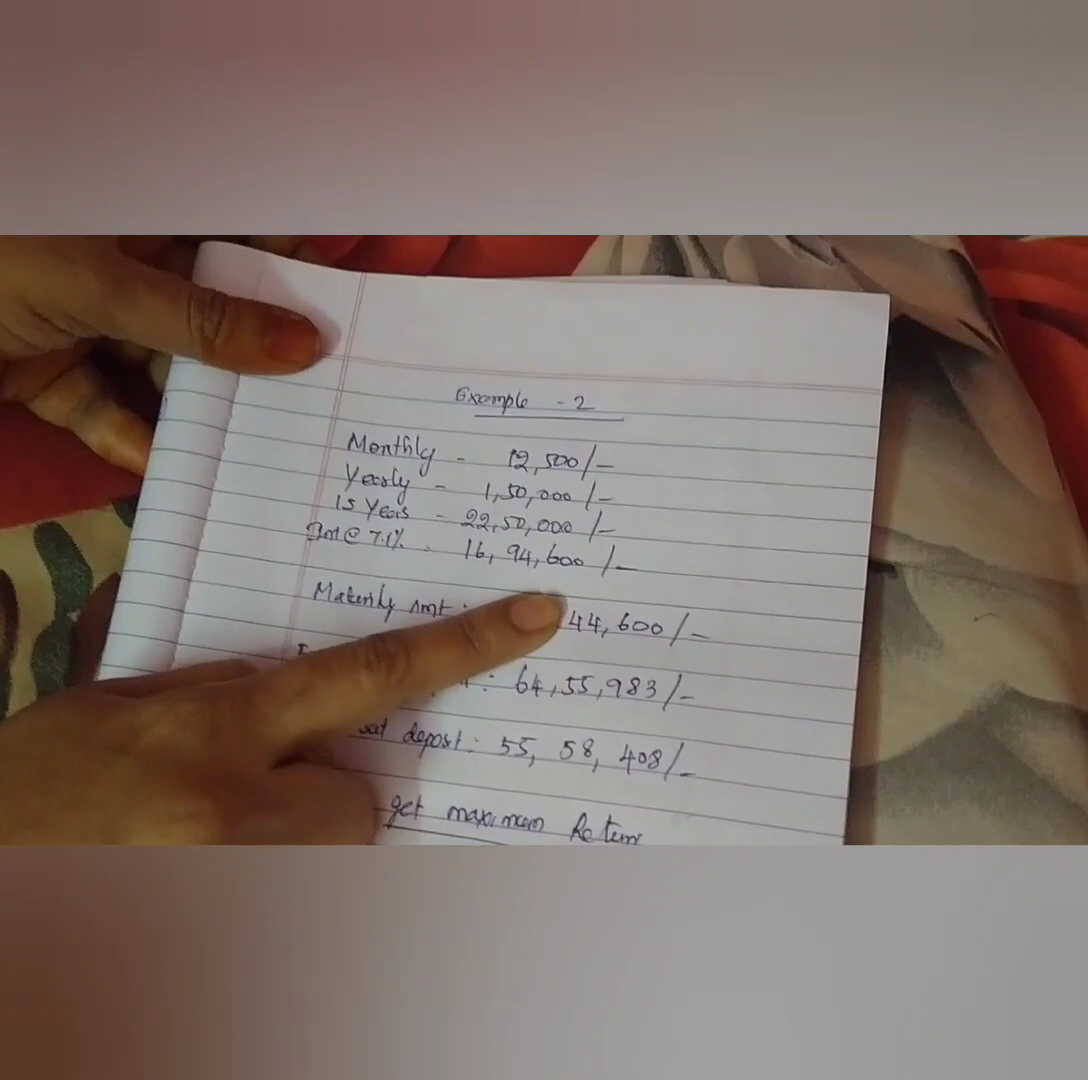 Example - 2
Monthly - 12,500/-
Yearly - 1,50,000/-
15 Years - 22,50,000/-
Int @ 7.1% - 16,94,600/-
Maturity Amt : 44,600/-
: 64,55,983/-
depost : 55,58,408/-
get maximum Return